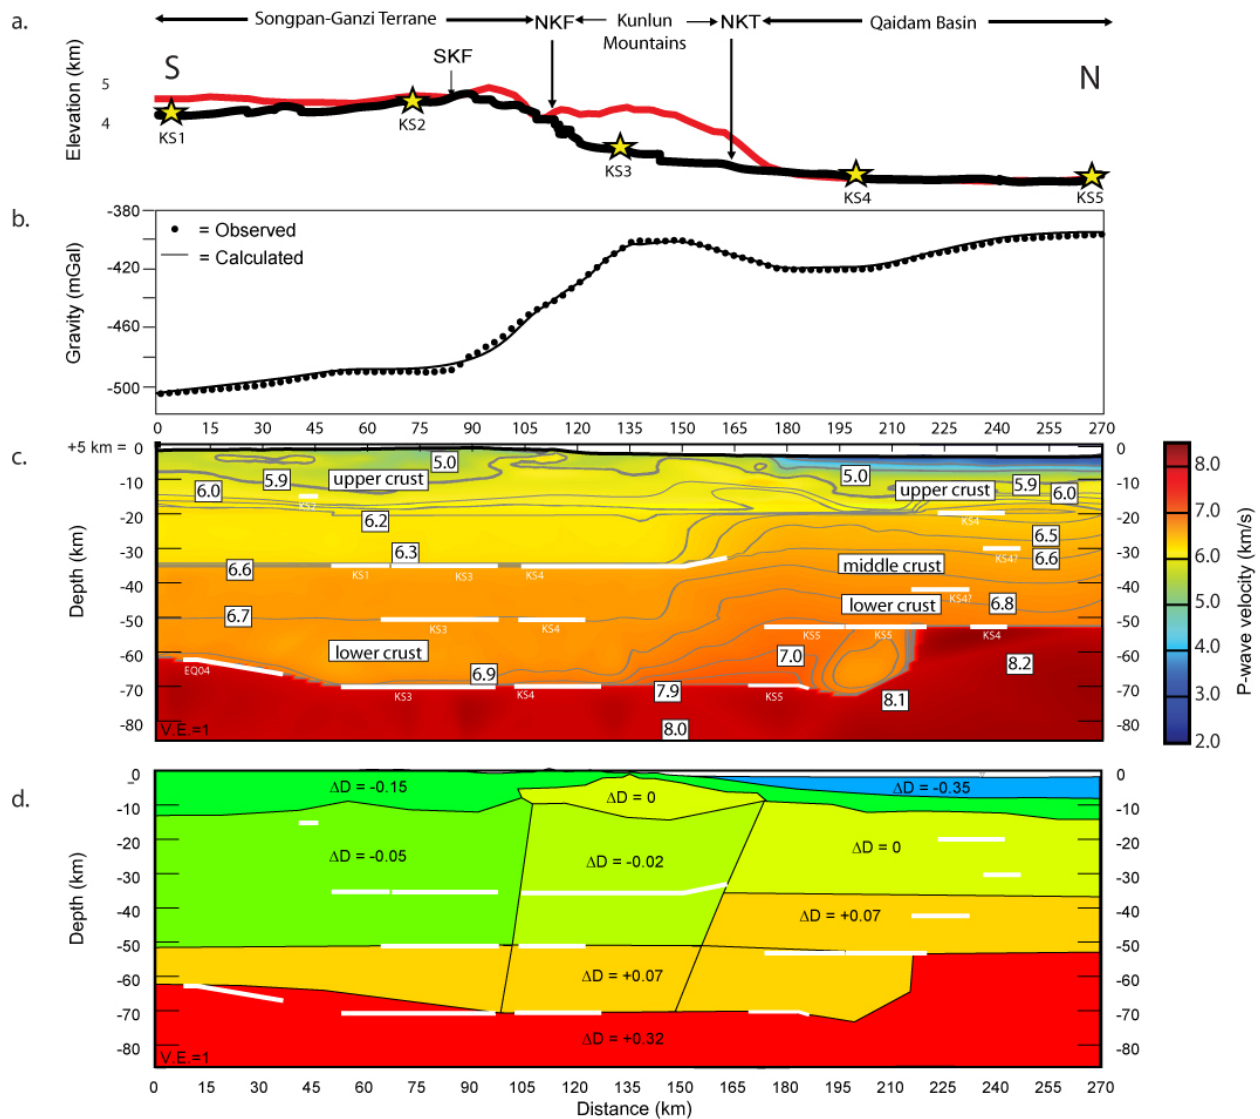 a.
Songpan-Ganzi Terrane
NKF
Kunlun
Mountains
NKT
Qaidam Basin
Elevation (km)
5
4
S
SKF
N
KS1
KS2
KS3
KS4
KS5
b.
Gravity (mGal)
-380
-420
-460
-500
= Observed
= Calculated
0 15 30 45 60 75 90 105 120 135 150 165 180 195 210 225 240 255 270
c.
+5 km = 0
-10
-20
-30
-40
-50
-60
-70
-80
Depth (km)
5.0
5.9
upper crust
6.0
6.2
6.3
6.6
KS1
KS3
KS4
6.7
KS3
KS4
lower crust
EQ04
6.9
KS3
KS4
7.9
8.0
V.E.=1
5.0
upper crust
5.9
6.0
KS4
6.5
KS4?
6.6
middle crust
KS4?
lower crust
6.8
KS5
KS5
KS4
7.0
8.2
KS5
8.1
0
-10
-20
-30
-40
-50
-60
-70
-80
8.0
7.0
6.0
5.0
4.0
3.0
2.0
P-wave velocity (km/s)
d.
Depth (km)
0
-10
-20
-30
-40
-50
-60
-70
-80
ΔD = -0.15
ΔD = 0
ΔD = -0.35
ΔD = -0.05
ΔD = -0.02
ΔD = 0
ΔD = +0.07
ΔD = +0.07
ΔD = +0.32
V.E.=1
0
-10
-20
-30
-40
-50
-60
-70
-80
0 15 30 45 60 75 90 105 120 135 150 165 180 195 210 225 240 255 270
Distance (km)